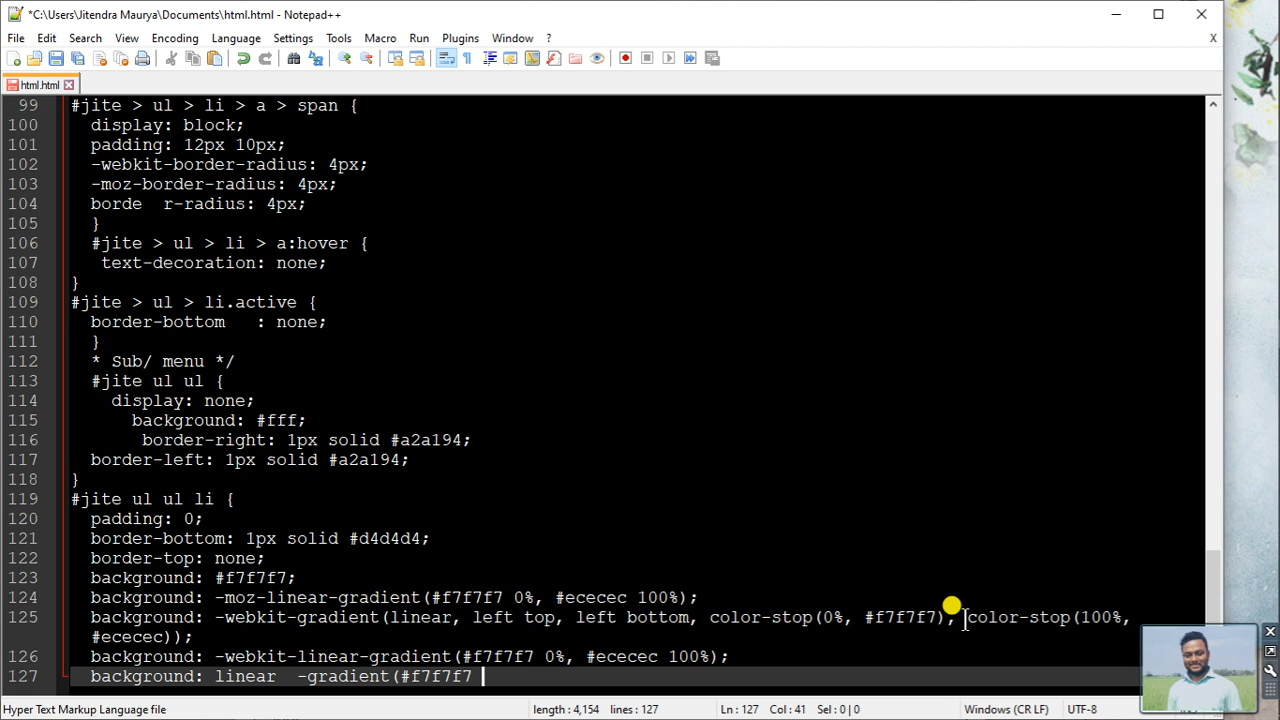 *C:\Users\Jitendra Maurya\Documents\html.html - Notepad++
File Edit Search View Encoding Language Settings Tools Macro Run Plugins Window ? X
html.html
99 #jite > ul > li > a > span {
100 display: block;
101 padding: 12px 10px;
102 -webkit-border-radius: 4px;
103 -moz-border-radius: 4px;
104 borde  r-radius: 4px;
105 }
106 #jite > ul > li > a:hover {
107 text-decoration: none;
108 }
109 #jite > ul > li.active {
110 border-bottom   : none;
111 }
112 * Sub/ menu */
113 #jite ul ul {
114 display: none;
115 background: #fff;
116 border-right: 1px solid #a2a194;
117 border-left: 1px solid #a2a194;
118 }
119 #jite ul ul li {
120 padding: 0;
121 border-bottom: 1px solid #d4d4d4;
122 border-top: none;
123 background: #f7f7f7;
124 background: -moz-linear-gradient(#f7f7f7 0%, #ececec 100%);
125 background: -webkit-gradient(linear, left top, left bottom, color-stop(0%, #f7f7f7), color-stop(100%,
#ececec));
126 background: -webkit-linear-gradient(#f7f7f7 0%, #ececec 100%);
127 background: linear  -gradient(#f7f7f7
Hyper Text Markup Language file length : 4,154 lines : 127 Ln : 127 Col : 41 Sel : 0 | 0 Windows (CR LF) UTF-8